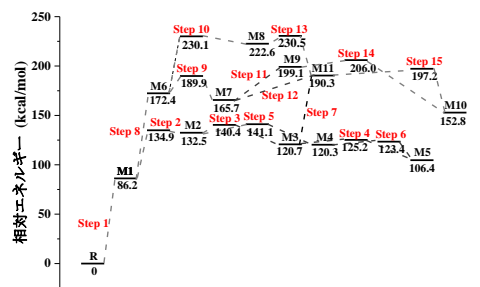 相対エネルギー (kcal/mol)
250
200
150
100
50
0
Step 10
Step 13
M8
230.1
222.6
230.5
Step 14
M9
Step 9
199.1
M11
206.0
Step 15
M6
Step 11
197.2
172.4
189.9
M7
Step 12
190.3
165.7
M10
152.8
Step 7
Step 8
Step 2
Step 3
Step 5
134.9
M2
140.4
141.1
M3
M4
Step 4
Step 6
132.5
120.7
120.3
125.2
123.4
M5
106.4
M1
86.2
Step 1
R
0